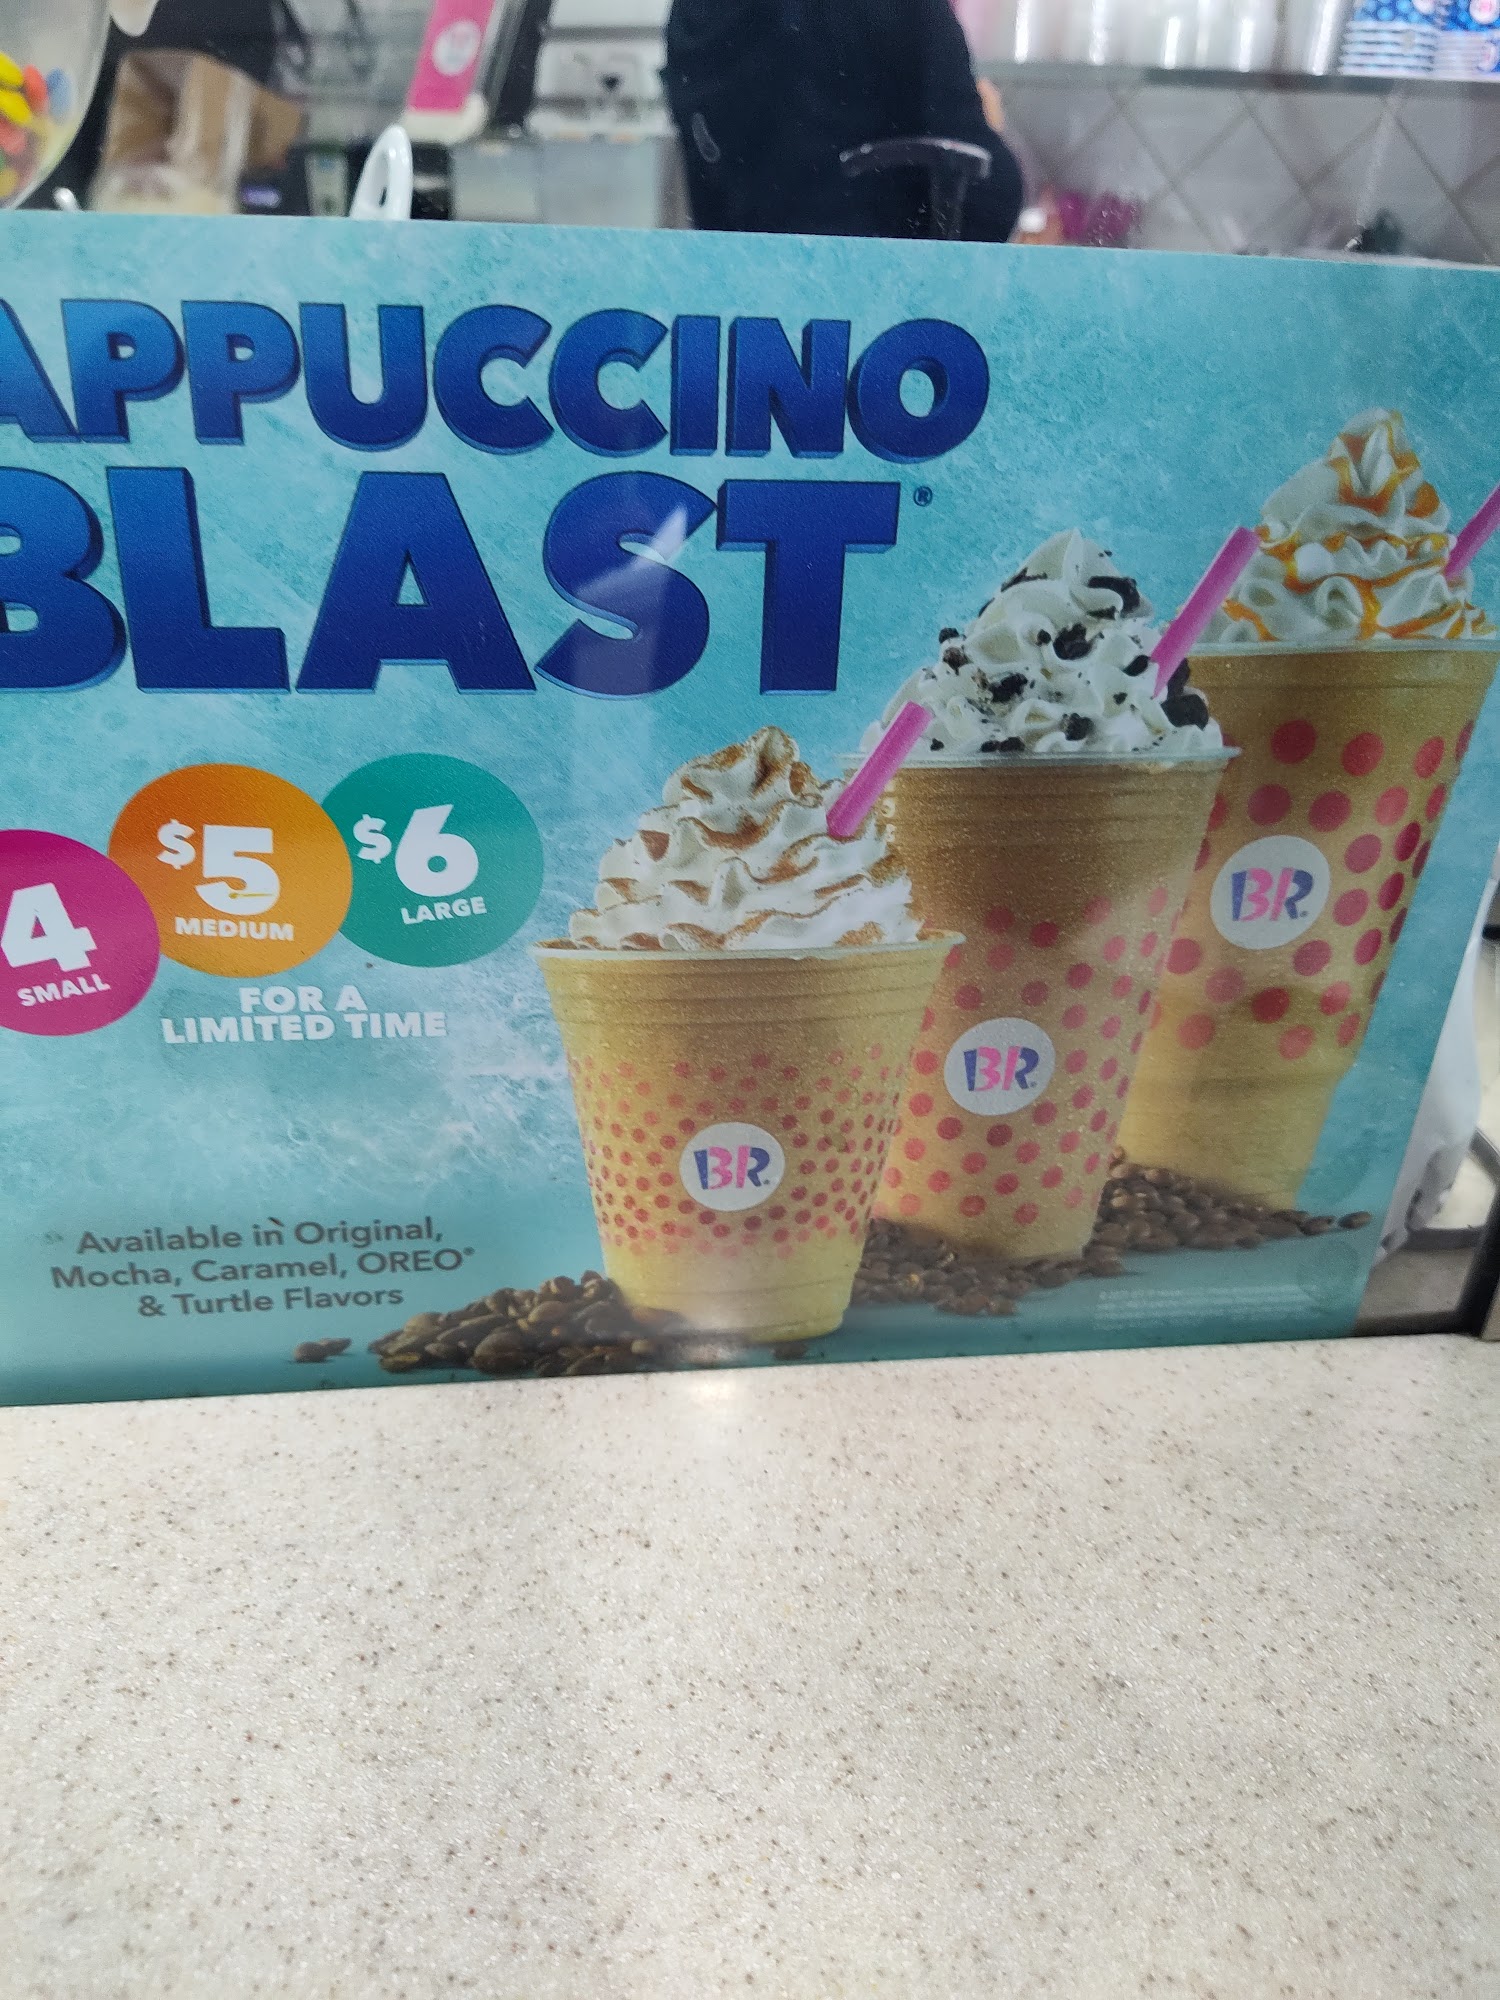 APPUCCINO
BLAST®
4
SMALL
$5
MEDIUM
$6
LARGE
FOR A
LIMITED TIME
Available in Original,
Mocha, Caramel, OREO®
& Turtle Flavors
BR
BR
BR